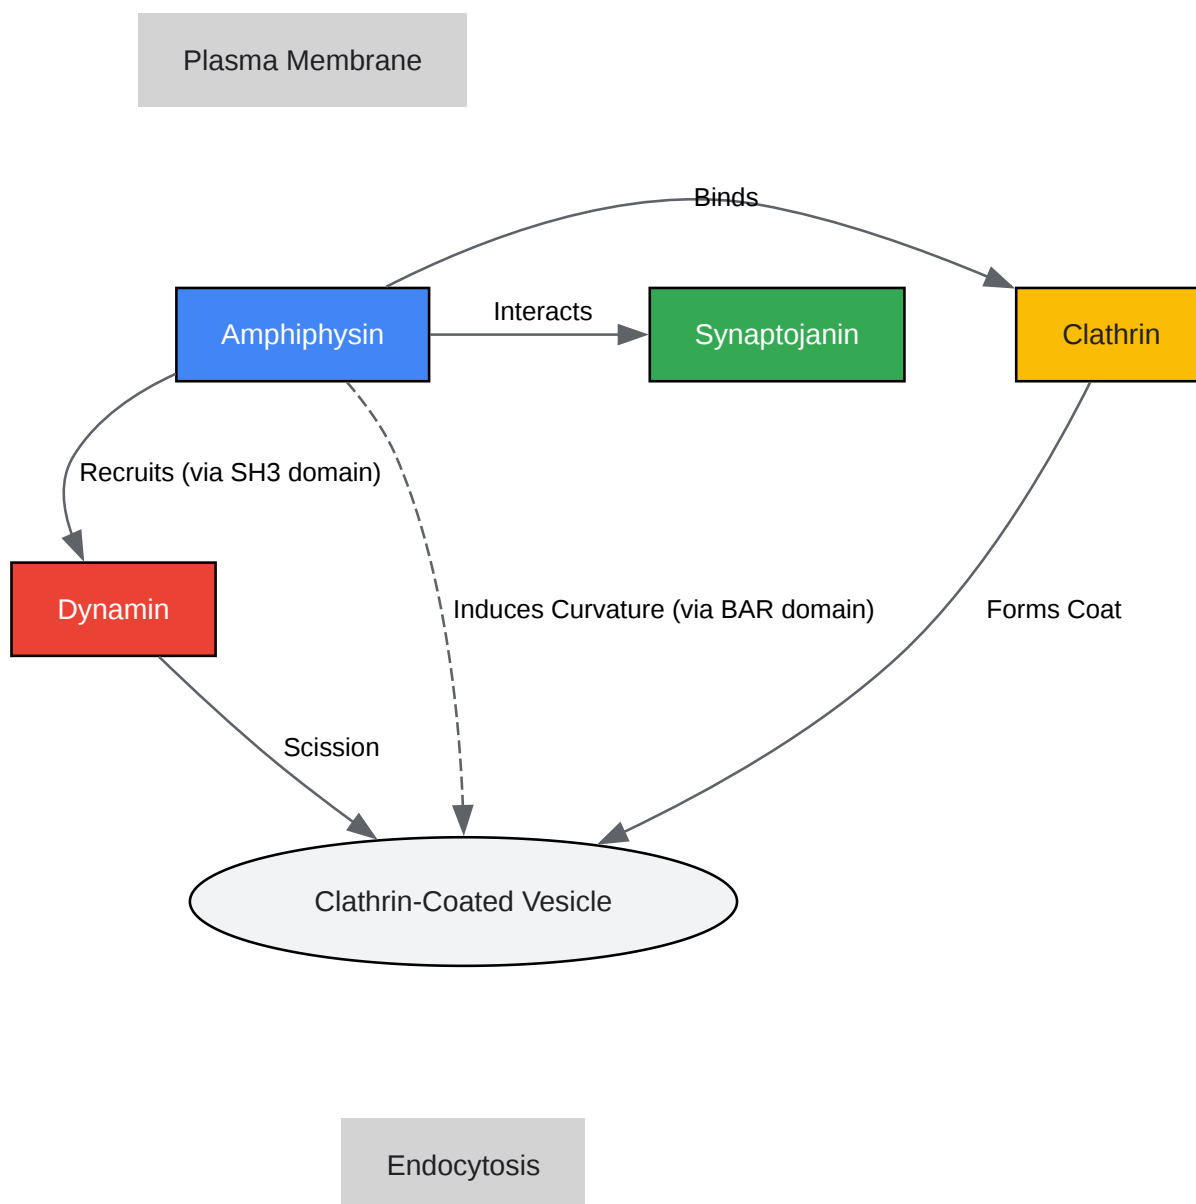 Plasma Membrane
Binds
Interacts
Amphiphysin
Synaptojanin
Clathrin
Recruits (via SH3 domain)
Dynamin
Induces Curvature (via BAR domain)
Forms Coat
Scission
Clathrin-Coated Vesicle
Endocytosis